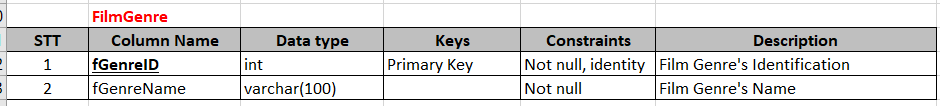 FilmGenre
STT Column Name Data type Keys Constraints Description
1 fGenreID int Primary Key Not null, identity Film Genre's Identification
2 fGenreName varchar(100) Not null Film Genre's Name